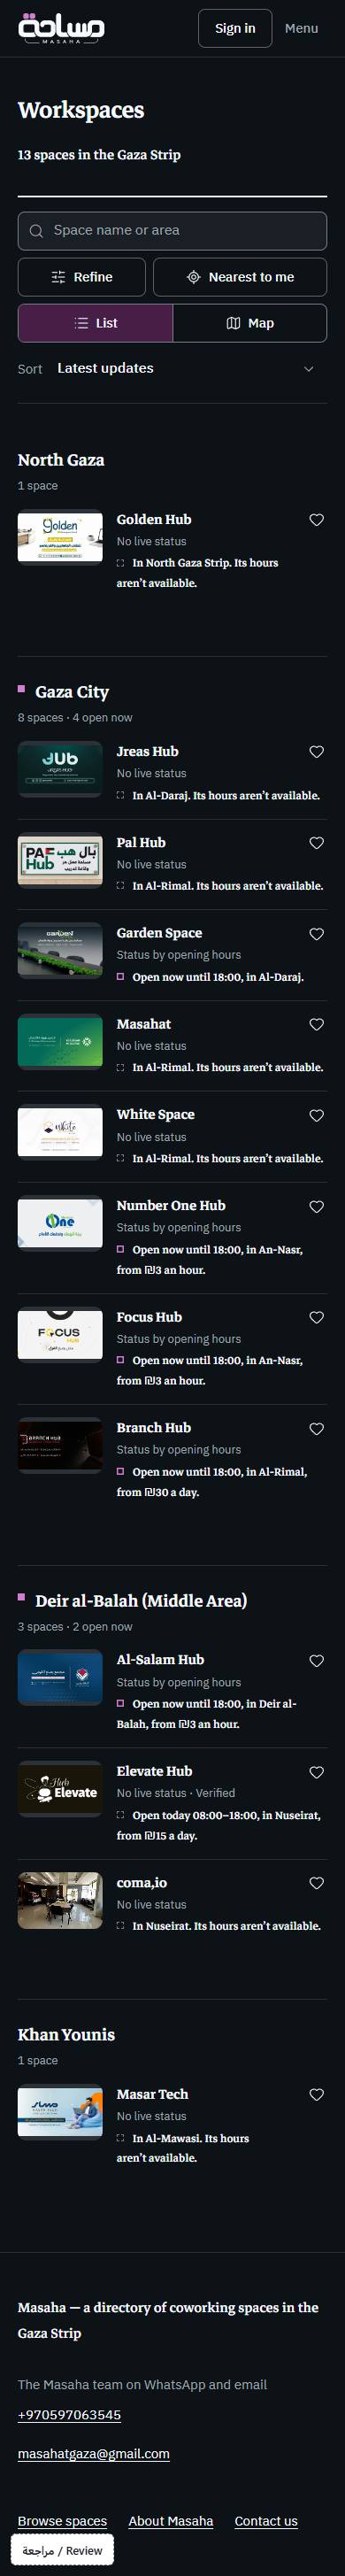 مساحة
MASAHA
Sign in
Menu
Workspaces
13 spaces in the Gaza Strip
Space name or area
Refine
Nearest to me
List
Map
Sort
Latest updates
North Gaza
1 space
Golden
Golden Hub
No live status
In North Gaza Strip. Its hours
aren't available.
Gaza City
8 spaces · 4 open now
Jreas Hub
No live status
In Al-Daraj. Its hours aren't available.
PAL
Hub
بال هب
Pal Hub
No live status
In Al-Rimal. Its hours aren't available.
Garden Space
Status by opening hours
Open now until 18:00, in Al-Daraj.
Masahat
No live status
In Al-Rimal. Its hours aren't available.
White
White Space
No live status
In Al-Rimal. Its hours aren't available.
One
Number One Hub
Status by opening hours
Open now until 18:00, in An-Nasr,
from ₪3 an hour.
FOCUS
Focus Hub
Status by opening hours
Open now until 18:00, in An-Nasr,
from ₪3 an hour.
BRANCH HUB
Branch Hub
Status by opening hours
Open now until 18:00, in Al-Rimal,
from ₪30 a day.
Deir al-Balah (Middle Area)
3 spaces · 2 open now
Al-Salam Hub
Status by opening hours
Open now until 18:00, in Deir al-
Balah, from ₪3 an hour.
Hub
Elevate
Elevate Hub
No live status · Verified
Open today 08:00–18:00, in Nuseirat,
from ₪15 a day.
coma,io
No live status
In Nuseirat. Its hours aren't available.
Khan Younis
1 space
Masar Tech
No live status
In Al-Mawasi. Its hours
aren't available.
Masaha — a directory of coworking spaces in the
Gaza Strip
The Masaha team on WhatsApp and email
+970597063545
masahatgaza@gmail.com
Browse spaces
About Masaha
Contact us
مراجعة / Review